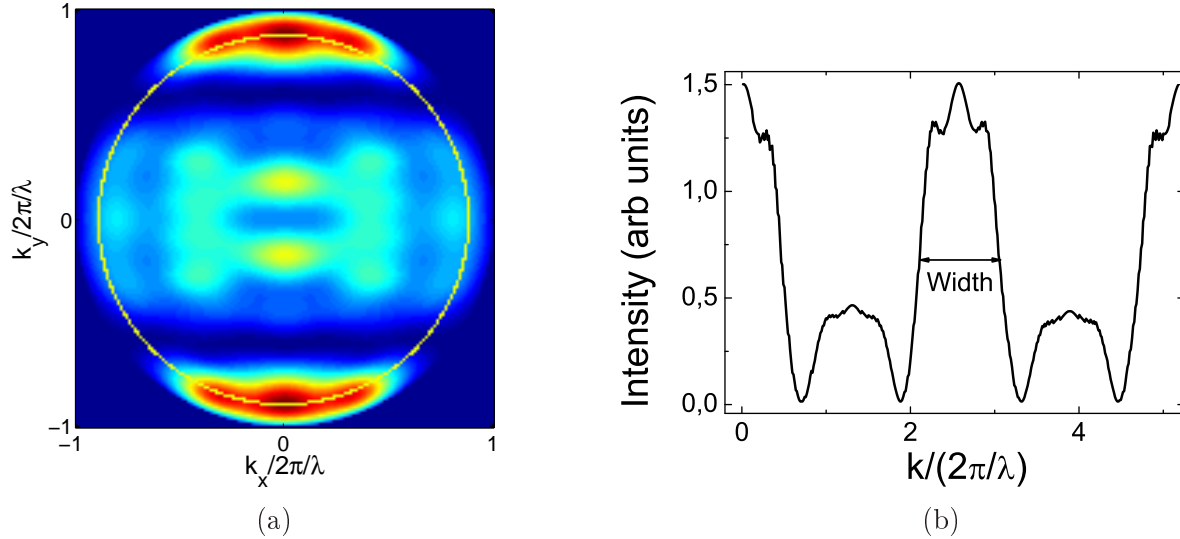 1
0
−1
k_y/2π/λ
−1
0
1
k_x/2π/λ
(a)
Intensity (arb units)
1,5
1,0
0,5
0,0
Width
0
2
4
k/(2π/λ)
(b)